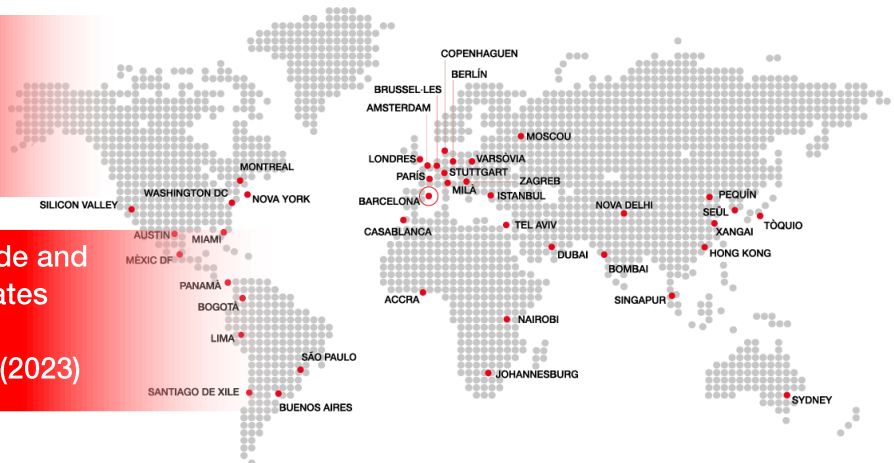 COPENHAGUEN
BERLÍN
BRUSSEL·LES
AMSTERDAM
MOSCOU
LONDRES
VARSÒVIA
STUTTGART
PARÍS
MILÀ
ZAGREB
ISTANBUL
BARCELONA
MONTREAL
WASHINGTON DC
NOVA YORK
SILICON VALLEY
PEQUÍN
NOVA DELHI
SEÜL
TÒQUIO
XANGAI
CASABLANCA
TEL AVIV
AUSTIN
MIAMI
HONG KONG
DUBAI
MÈXIC DF
BOMBAI
de and
ates
PANAMÀ
BOGOTÀ
ACCRA
SINGAPUR
NAIROBI
LIMA
SÃO PAULO
(2023)
JOHANNESBURG
SANTIAGO DE XILE
BUENOS AIRES
SYDNEY